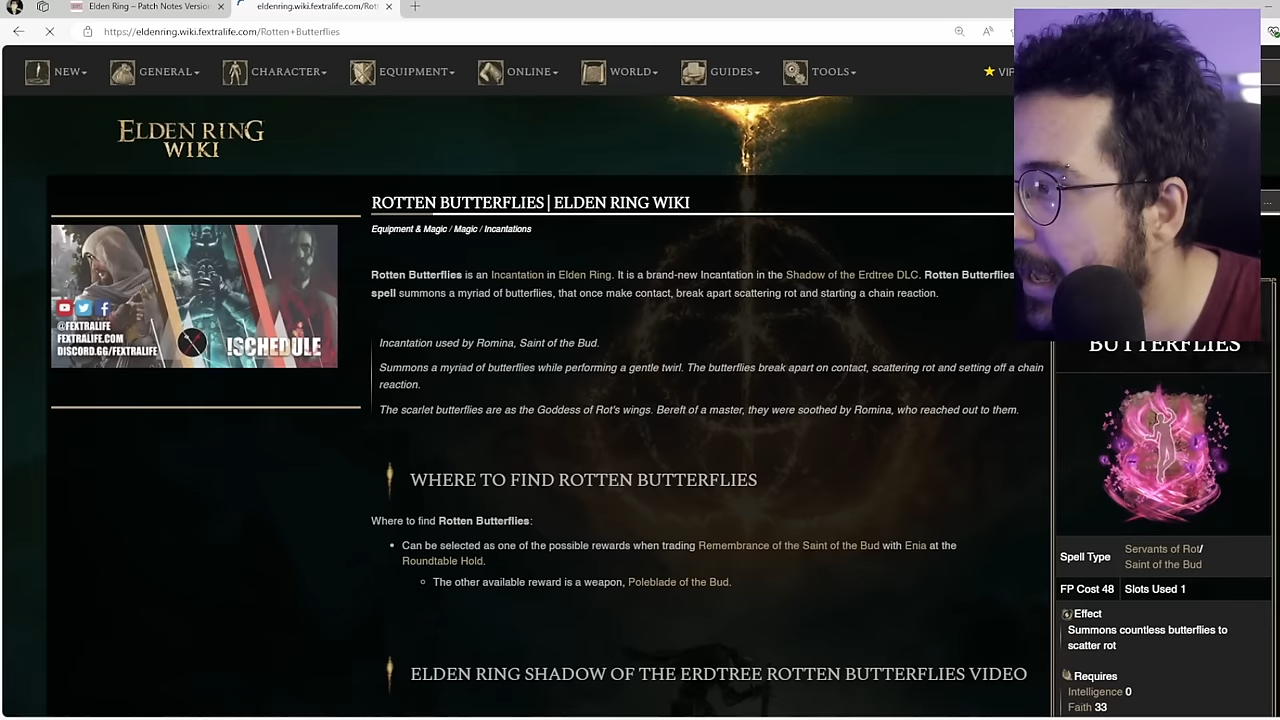 Elden Ring – Patch Notes Versio
eldenring.wiki.fextralife.com/Rot
https://eldenring.wiki.fextralife.com/Rotten+Butterflies
NEW
GENERAL
CHARACTER
EQUIPMENT
ONLINE
WORLD
GUIDES
TOOLS
VIP
ELDEN RING
WIKI
ROTTEN BUTTERFLIES | ELDEN RING WIKI
Equipment & Magic / Magic / Incantations
Rotten Butterflies is an Incantation in Elden Ring. It is a brand-new Incantation in the Shadow of the Erdtree DLC. Rotten Butterflies
spell summons a myriad of butterflies, that once make contact, break apart scattering rot and starting a chain reaction.
@FEXTRALIFE
FEXTRALIFE.COM
DISCORD.GG/FEXTRALIFE
!SCHEDULE
Incantation used by Romina, Saint of the Bud.
Summons a myriad of butterflies while performing a gentle twirl. The butterflies break apart on contact, scattering rot and setting off a chain
reaction.
The scarlet butterflies are as the Goddess of Rot's wings. Bereft of a master, they were soothed by Romina, who reached out to them.
WHERE TO FIND ROTTEN BUTTERFLIES
Where to find Rotten Butterflies:
Can be selected as one of the possible rewards when trading Remembrance of the Saint of the Bud with Enia at the
Roundtable Hold.
The other available reward is a weapon, Poleblade of the Bud.
ELDEN RING SHADOW OF THE ERDTREE ROTTEN BUTTERFLIES VIDEO
BUTTERFLIES
Spell Type
Servants of Rot/
Saint of the Bud
FP Cost 48
Slots Used 1
Effect
Summons countless butterflies to
scatter rot
Requires
Intelligence 0
Faith 33